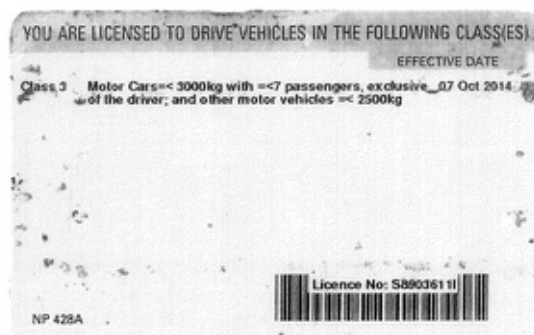 YOU ARE LICENSED TO DRIVE VEHICLES IN THE FOLLOWING CLASS(ES)
EFFECTIVE DATE
Class 3 Motor Cars=< 3000kg with =<7 passengers, exclusive 07 Oct 2014
of the driver; and other motor vehicles =< 2500kg
Licence No: S8903611I
NP 428A